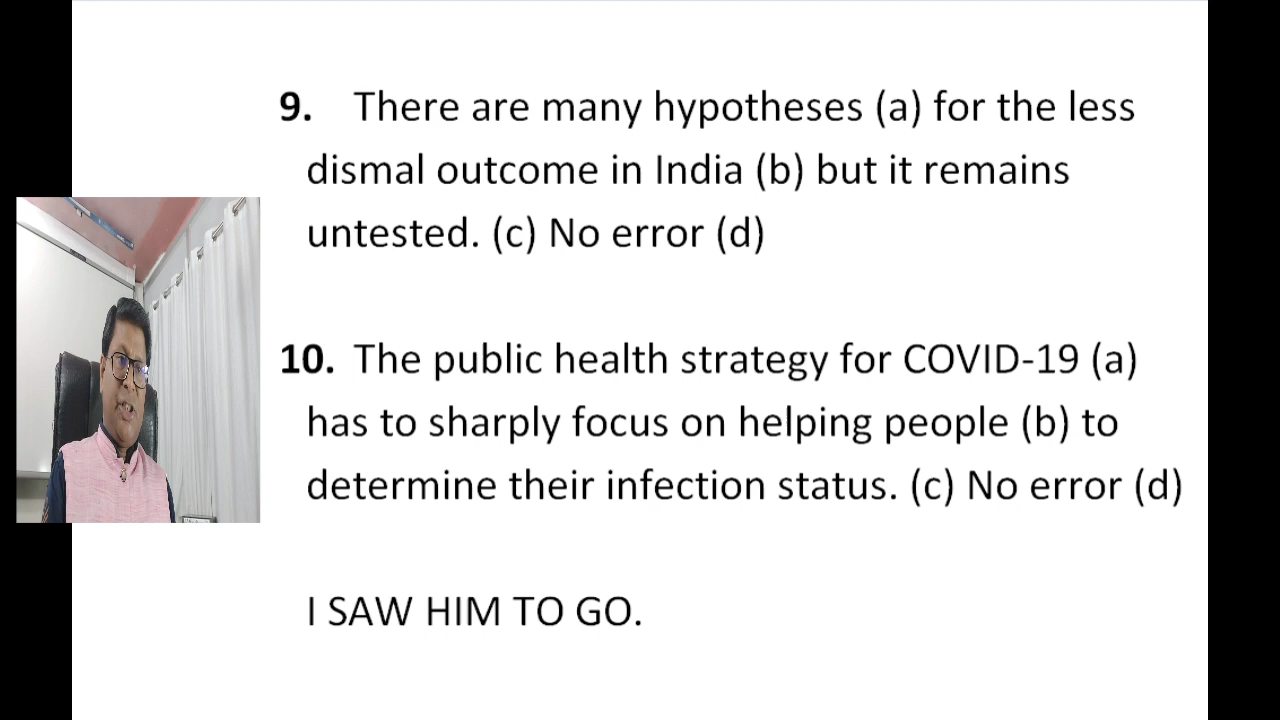 9. There are many hypotheses (a) for the less
dismal outcome in India (b) but it remains
untested. (c) No error (d)
10. The public health strategy for COVID-19 (a)
has to sharply focus on helping people (b) to
determine their infection status. (c) No error (d)
I SAW HIM TO GO.